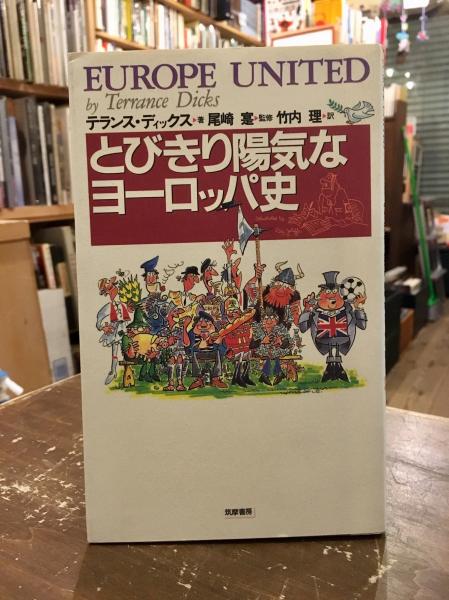 EUROPE UNITED
by Terrance Dicks
テランス・ディックス▶著 尾崎 寔▶監修 竹内 理▶訳
とびきり陽気な
ヨーロッパ史
筑摩書房